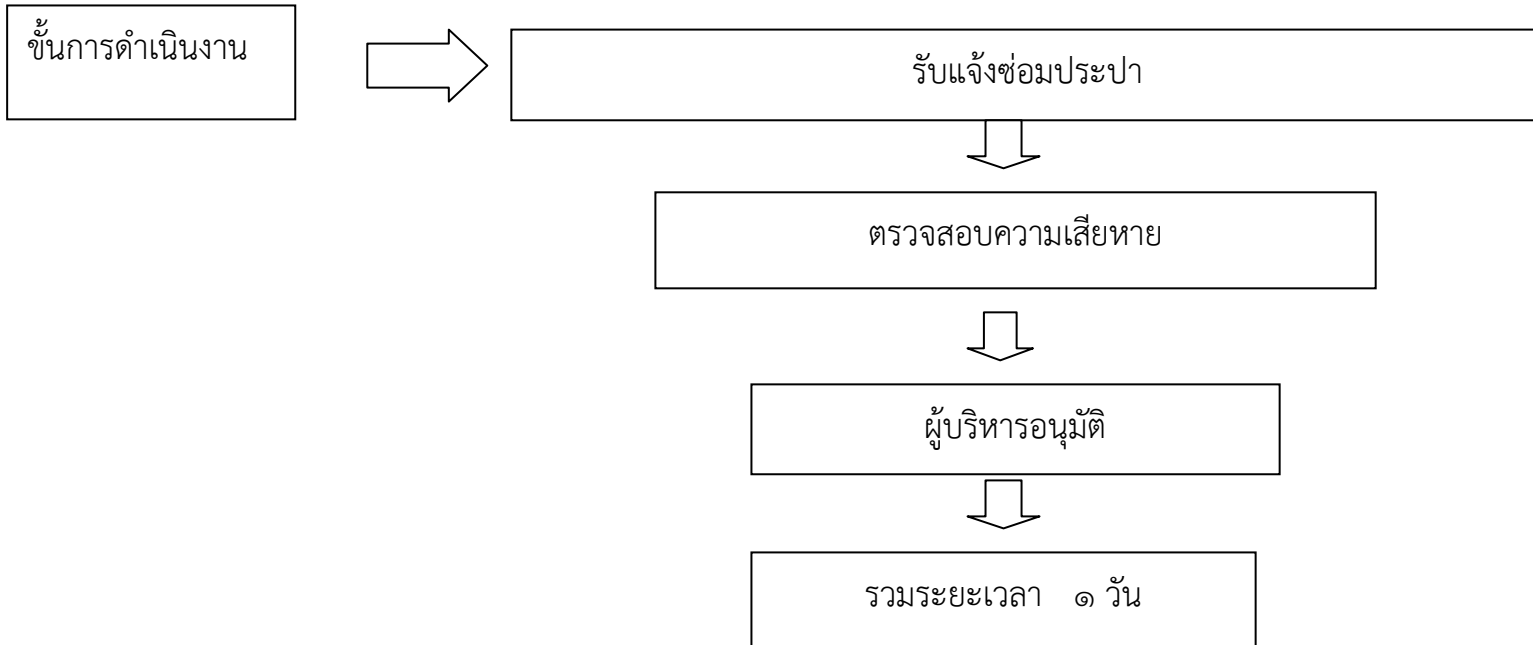 ขั้นการดำเนินงาน
รับแจ้งซ่อมประปา
ตรวจสอบความเสียหาย
ผู้บริหารอนุมัติ
รวมระยะเวลา ๑ วัน